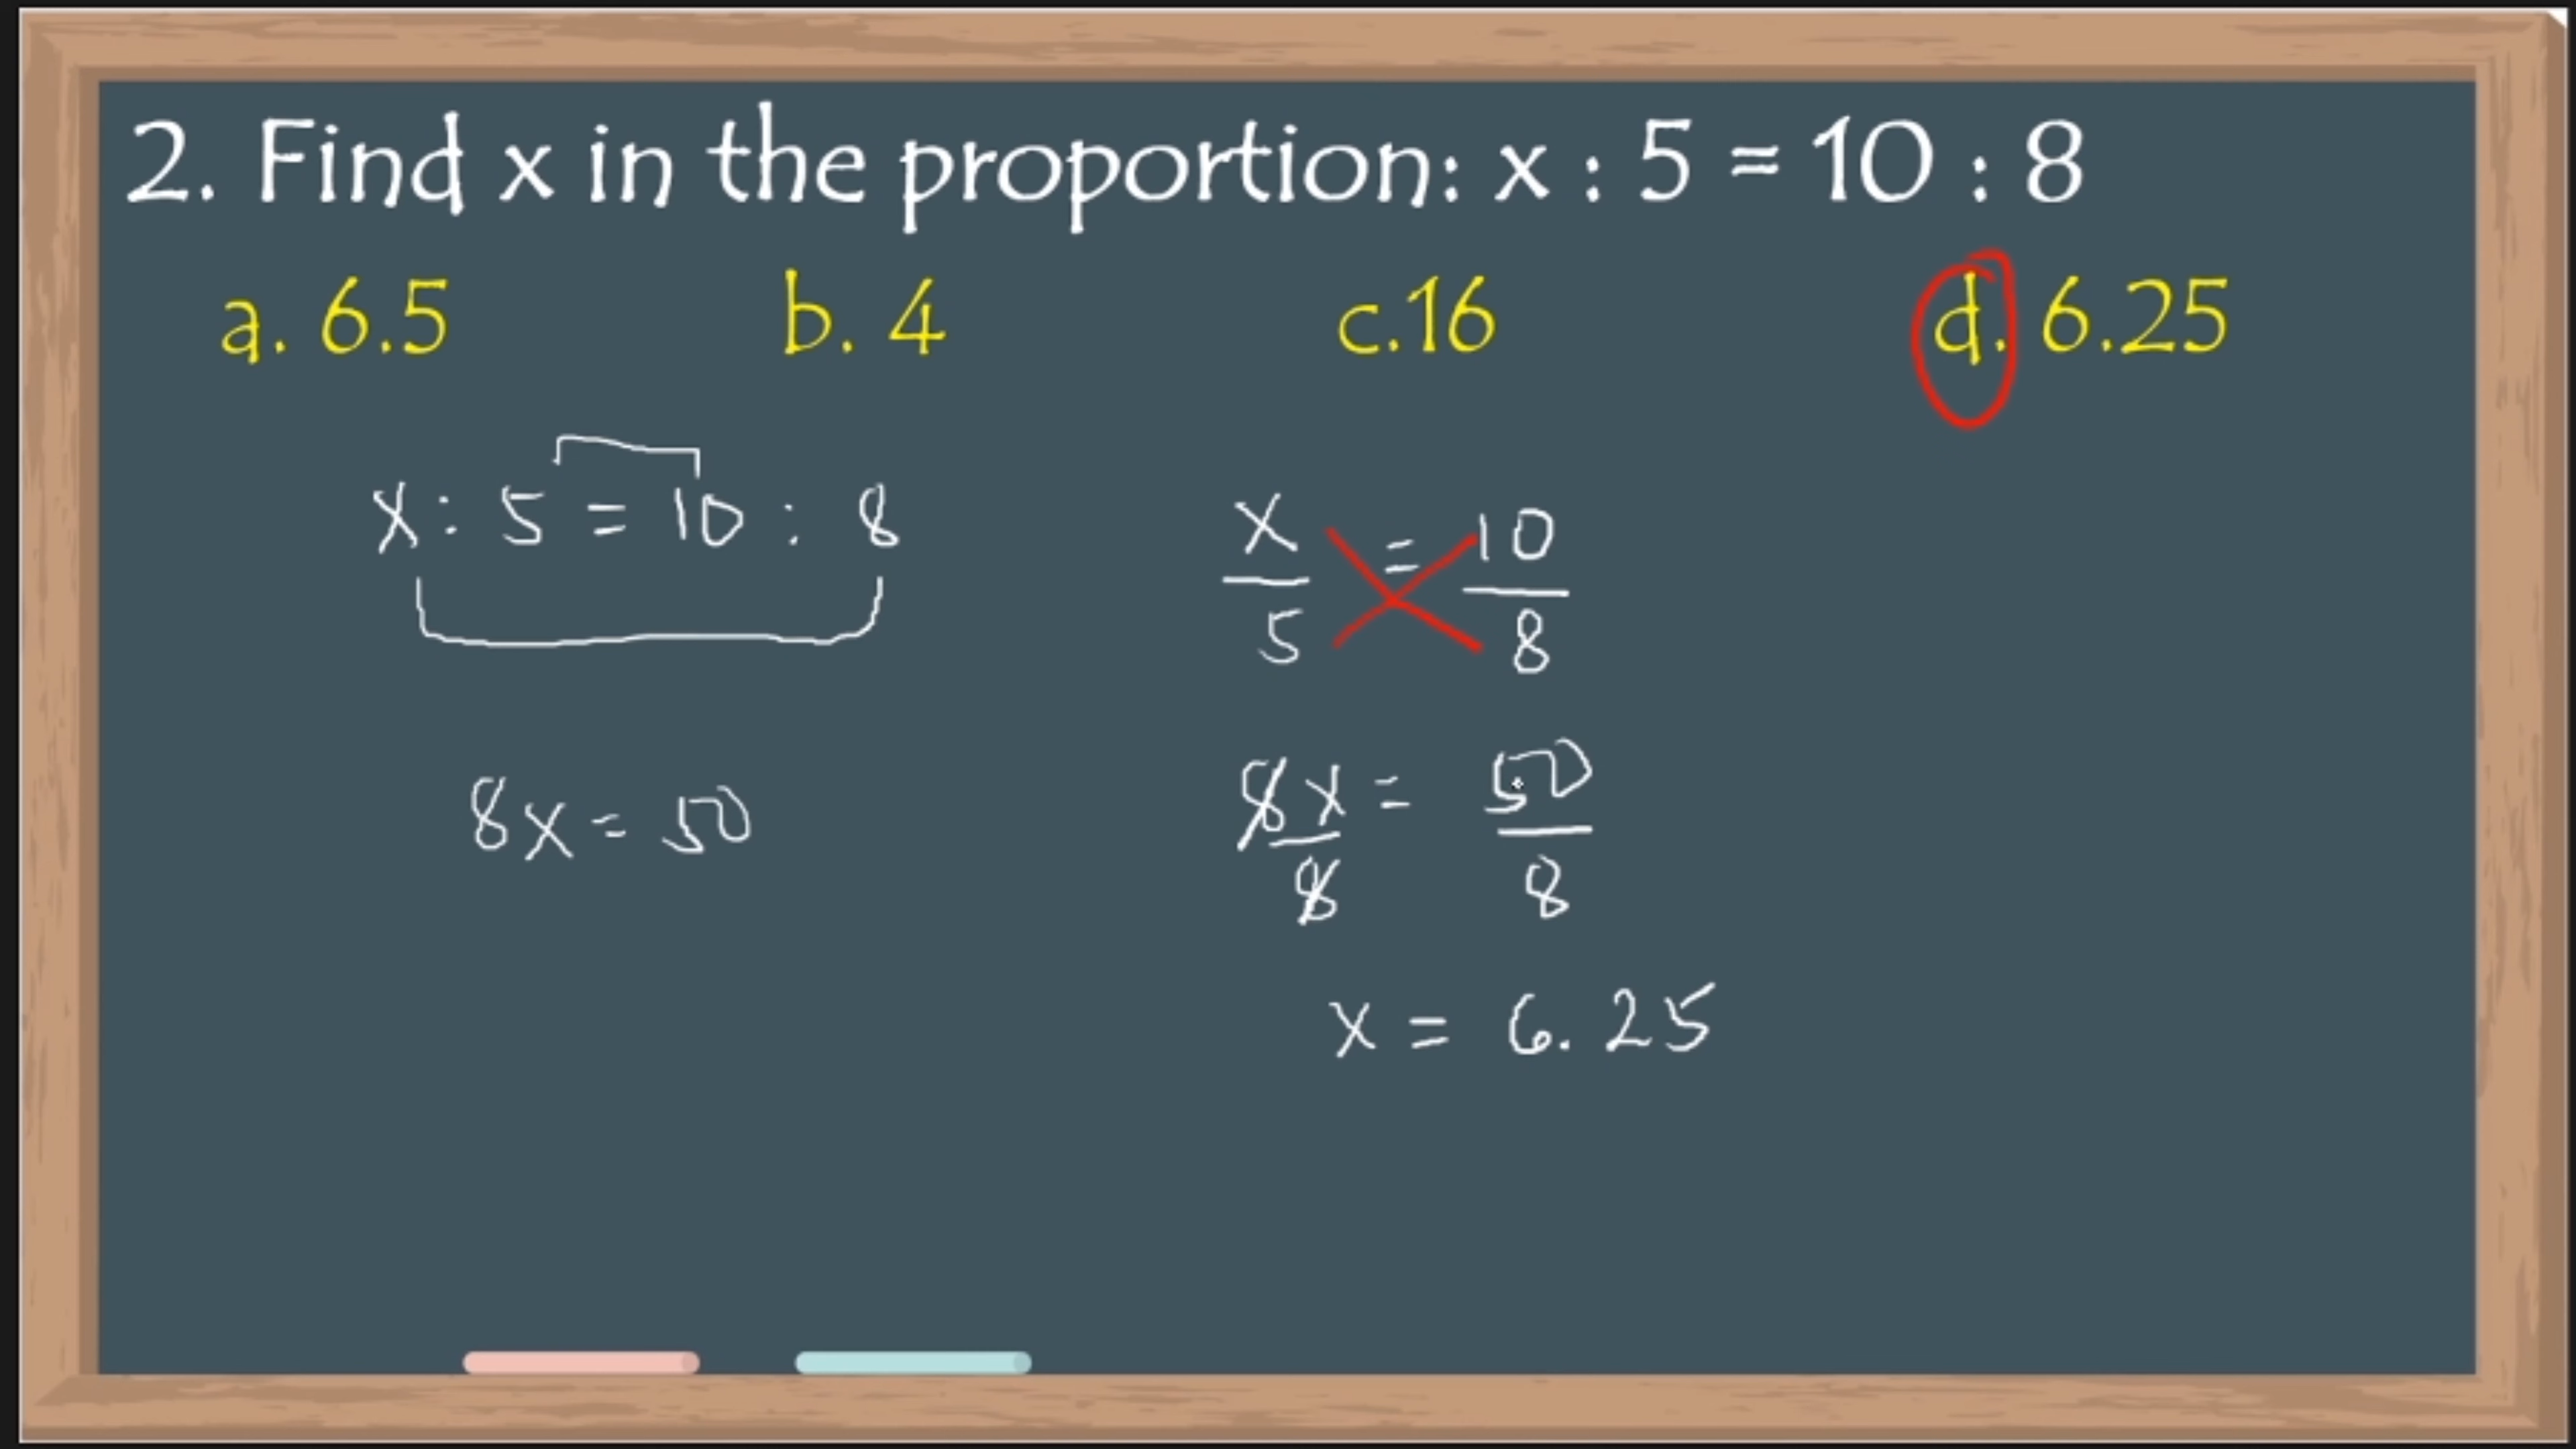 2. Find x in the proportion: x : 5 = 10 : 8
a. 6.5 b. 4 c.16 d. 6.25
x : 5 = 10 : 8
8x = 50
x/5 = 10/8
8x/8 = 50/8
x = 6.25